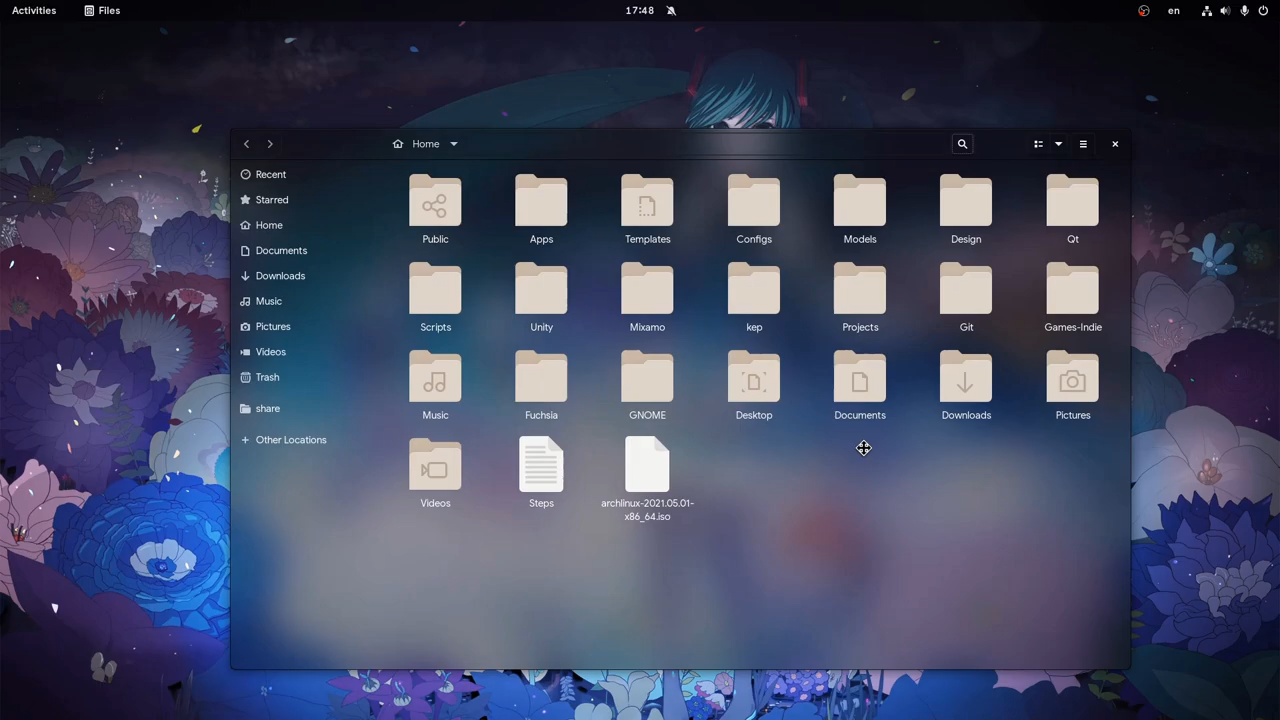 Activities
Files
17:48
en
Home
Recent
Starred
Home
Documents
Downloads
Music
Pictures
Videos
Trash
share
Other Locations
Public
Apps
Templates
Configs
Models
Design
Qt
Scripts
Unity
Mixamo
kep
Projects
Git
Games-Indie
Music
Fuchsia
GNOME
Desktop
Documents
Downloads
Pictures
Videos
Steps
archlinux-2021.05.01-
x86_64.iso